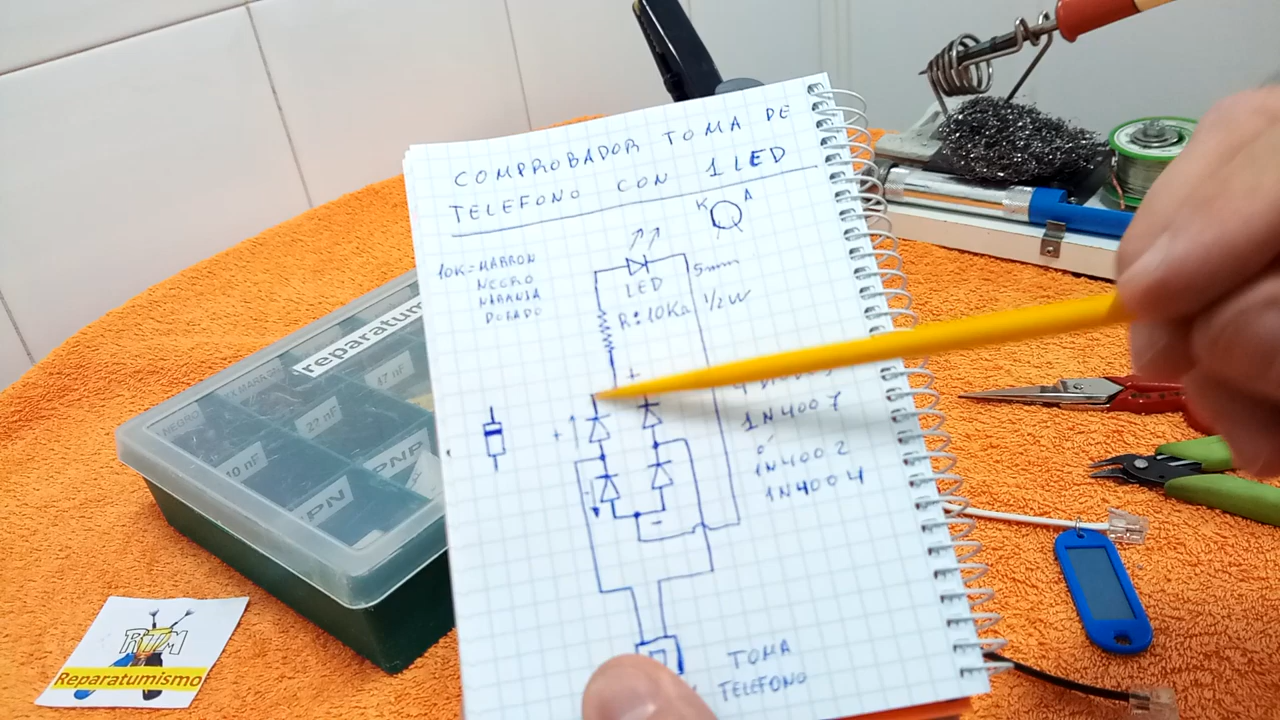 COMPROBADOR TOMA DE
TELEFONO CON 1 LED
K A
10K = MARRON
NEGRO
NARANJA
DORADO
5mm
LED
R:10KΩ 1/2W
+
+
1N4007
ó
1N4002
1N4004
-
TOMA
TELEFONO
reparatum
NEGRO
47 nF
22 nF
10 nF
PNP
NPN
RTM
Reparatumismo